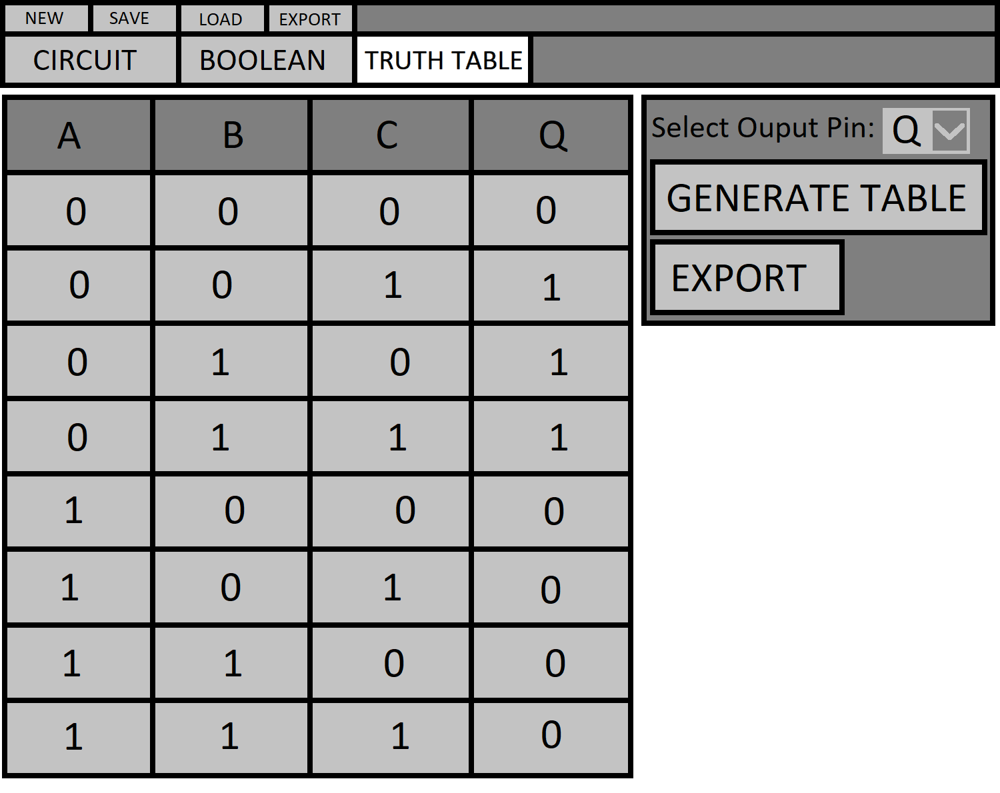 NEW SAVE LOAD EXPORT
CIRCUIT BOOLEAN TRUTH TABLE
A B C Q
0 0 0 0
0 0 1 1
0 1 0 1
0 1 1 1
1 0 0 0
1 0 1 0
1 1 0 0
1 1 1 0
Select Ouput Pin: Q
GENERATE TABLE
EXPORT